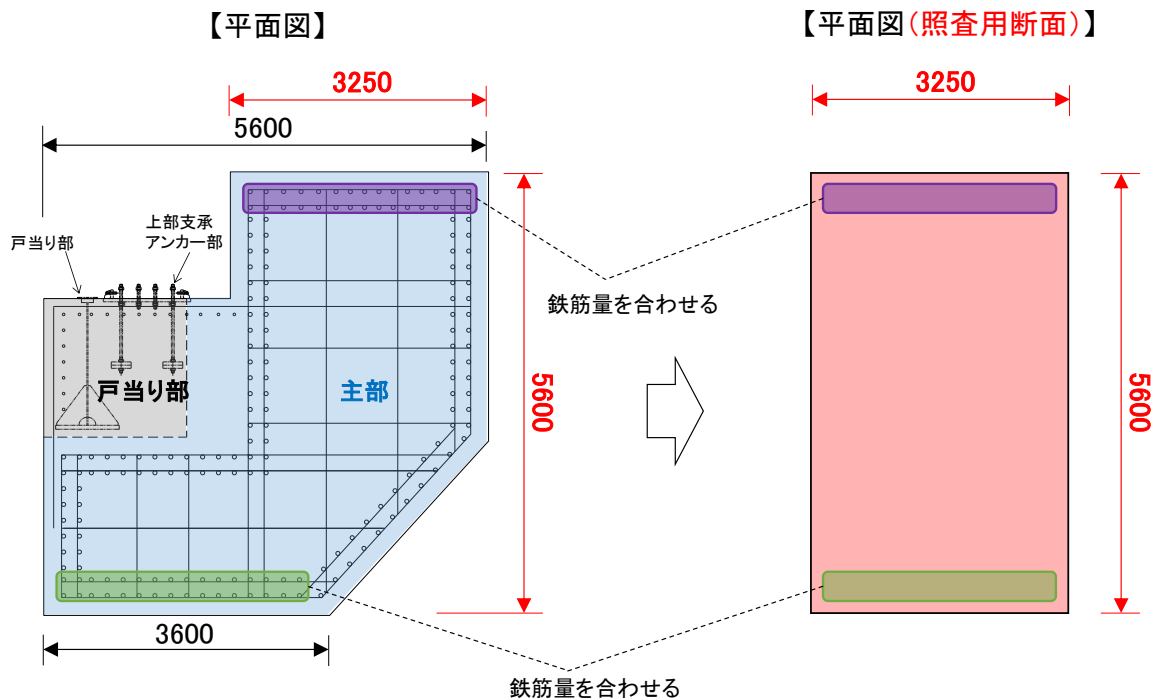 【平面図】
【平面図(照査用断面)】
3250
3250
5600
上部支承
アンカー部
戸当り部
鉄筋量を合わせる
戸当り部
主部
5600
5600
3600
鉄筋量を合わせる